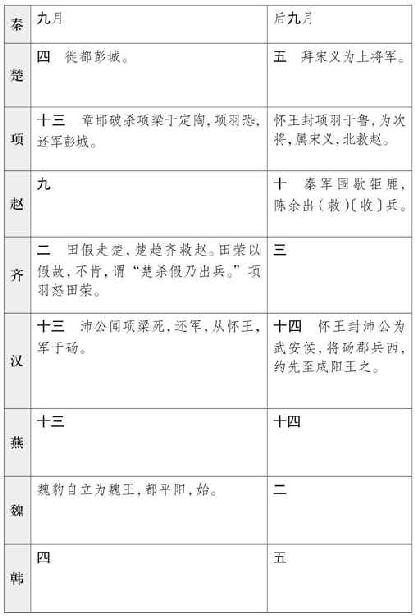 秦 九月 后九月
楚 四 徙都彭城。 五 拜宋义为上将军。
项 十三 章邯破杀项梁于定陶,项羽恐, 怀王封项羽于鲁,为次
还军彭城。 将,属宋义,北救赵。
赵 九 十 秦军围歇钜鹿,
陈余出(救)〔收〕兵。
齐 二 田假走楚,楚趋齐救赵。田荣以 三
假故,不肯,谓“楚杀假乃出兵。”项
羽怒田荣。
汉 十三 沛公闻项梁死,还军,从怀王, 十四 怀王封沛公为
军于砀。 武安侯,将砀郡兵西,
约先至咸阳王之。
燕 十三 十四
魏 魏豹自立为魏王,都平阳,始。 二
韩 四 五